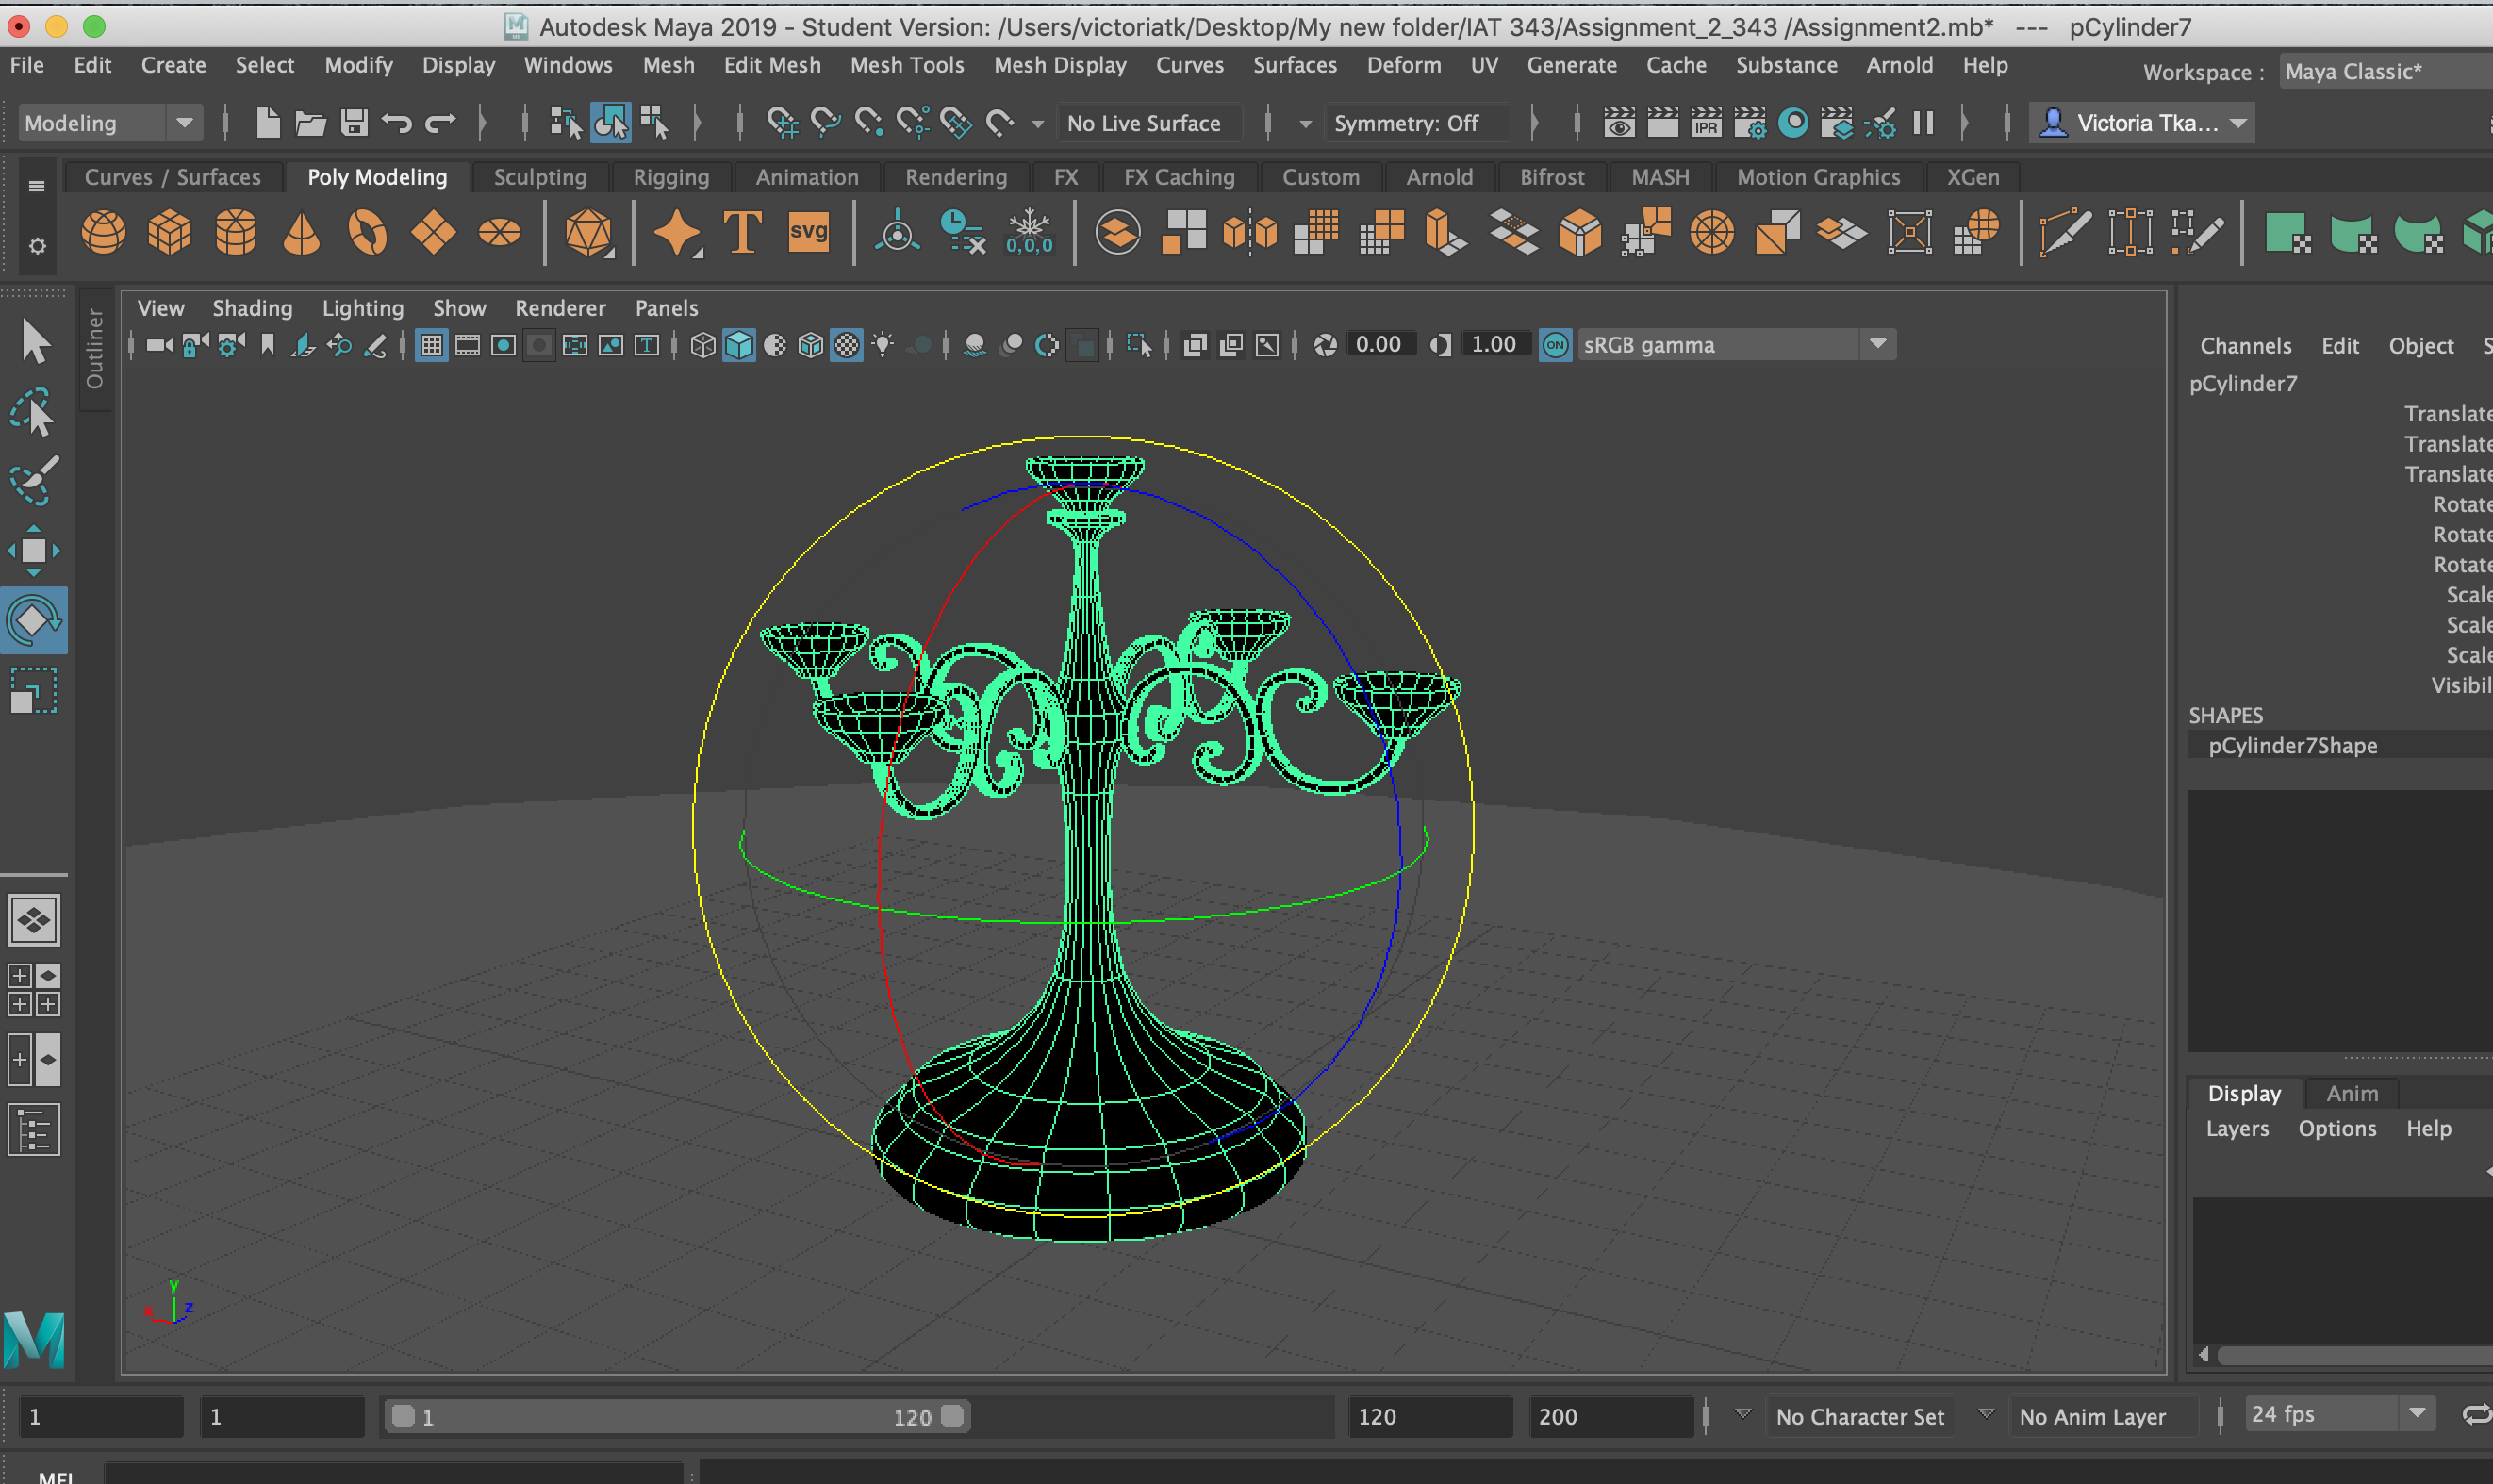 Autodesk Maya 2019 - Student Version: /Users/victoriatk/Desktop/My new folder/IAT 343/Assignment_2_343 /Assignment2.mb* --- pCylinder7
File Edit Create Select Modify Display Windows Mesh Edit Mesh Mesh Tools Mesh Display Curves Surfaces Deform UV Generate Cache Substance Arnold Help Workspace : Maya Classic*
Modeling No Live Surface Symmetry: Off IPR Victoria Tka...
Curves / Surfaces Poly Modeling Sculpting Rigging Animation Rendering FX FX Caching Custom Arnold Bifrost MASH Motion Graphics XGen
T svg 0,0,0
Outliner
View Shading Lighting Show Renderer Panels
T 0.00 1.00 ON sRGB gamma
Channels Edit Object S
pCylinder7
Translate
Translate
Translate
Rotate
Rotate
Rotate
Scale
Scale
Scale
Visibil
SHAPES
pCylinder7Shape
Display Anim
Layers Options Help
y
x z
M
1 1 1 120 120 200 No Character Set No Anim Layer 24 fps
MEL